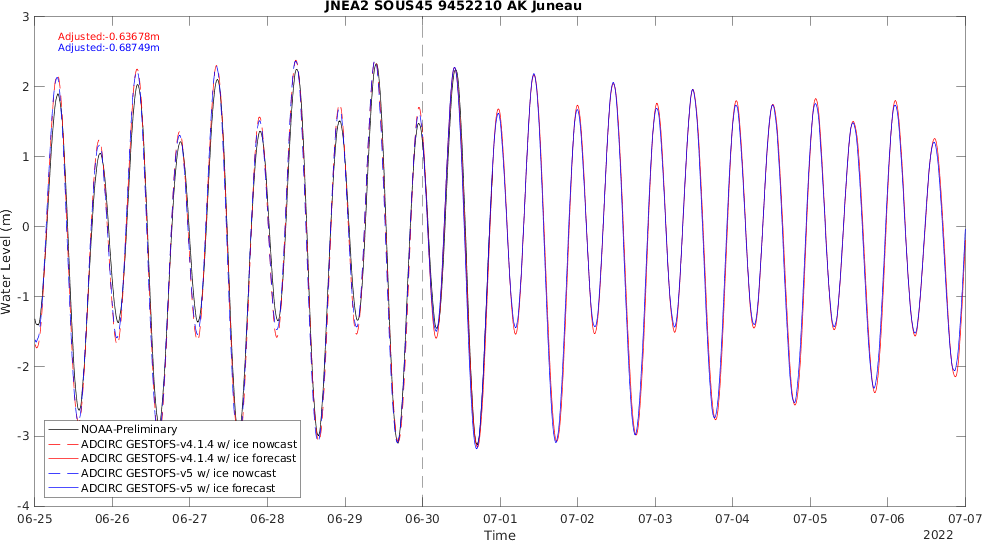 JNEA2 SOUS45 9452210 AK Juneau
Adjusted:-0.63678m
Adjusted:-0.68749m
3
2
1
0
-1
-2
-3
-4
Water Level (m)
NOAA-Preliminary
ADCIRC GESTOFS-v4.1.4 w/ ice nowcast
ADCIRC GESTOFS-v4.1.4 w/ ice forecast
ADCIRC GESTOFS-v5 w/ ice nowcast
ADCIRC GESTOFS-v5 w/ ice forecast
06-25 06-26 06-27 06-28 06-29 06-30 07-01 07-02 07-03 07-04 07-05 07-06 07-07
Time
2022